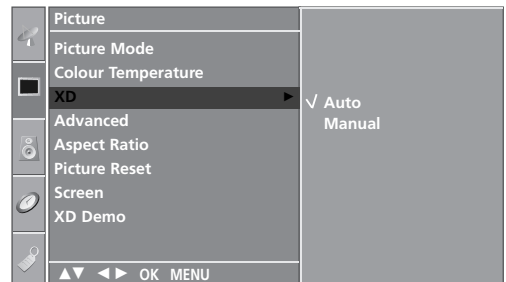 Picture
Picture Mode
Colour Temperature
XD ▶
Advanced
Aspect Ratio
Picture Reset
Screen
XD Demo
▲▼ ◀▶ OK MENU
√ Auto
Manual